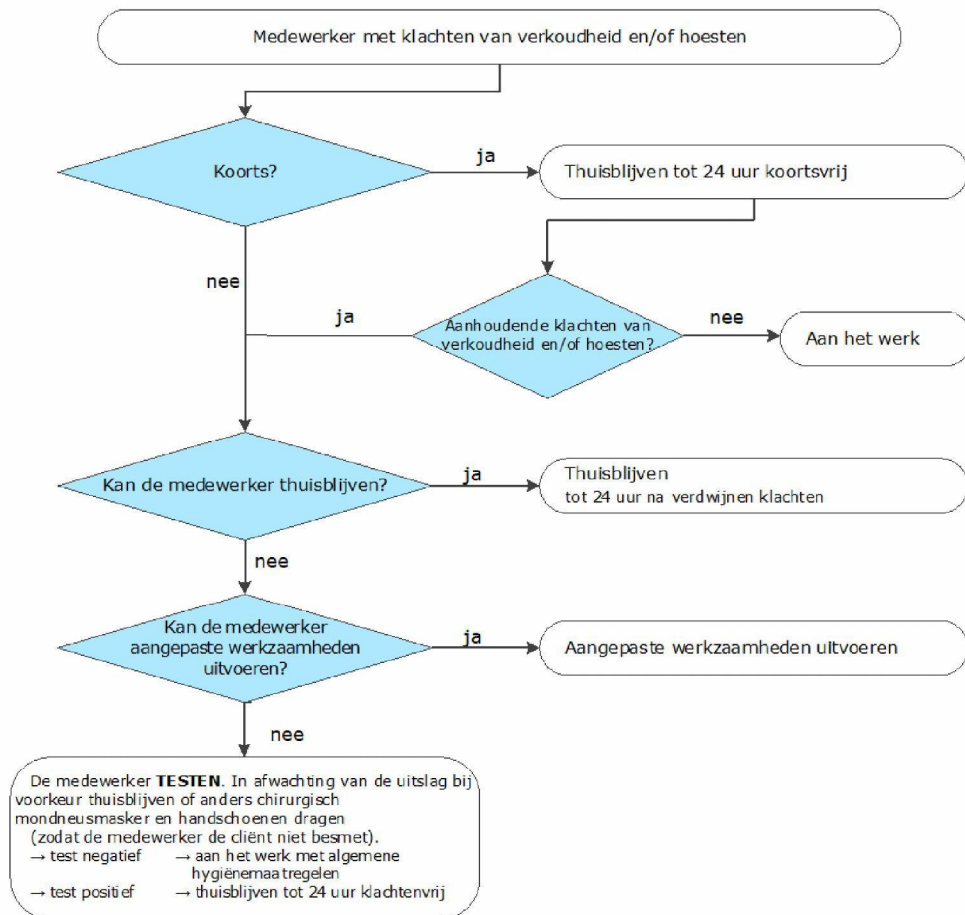 Medewerker met klachten van verkoudheid en/of hoesten
Koorts?
ja
Thuisblijven tot 24 uur koortsvrij
nee
ja
Aanhoudende klachten van
verkoudheid en/of hoesten?
nee
Aan het werk
Kan de medewerker thuisblijven?
ja
Thuisblijven
tot 24 uur na verdwijnen klachten
nee
Kan de medewerker
aangepaste werkzaamheden
uitvoeren?
ja
Aangepaste werkzaamheden uitvoeren
nee
De medewerker TESTEN. In afwachting van de uitslag bij
voorkeur thuisblijven of anders chirurgisch
mondneusmasker en handschoenen dragen
(zodat de medewerker de cliënt niet besmet).
→ test negatief → aan het werk met algemene
hygiënemaatregelen
→ test positief → thuisblijven tot 24 uur klachtenvrij